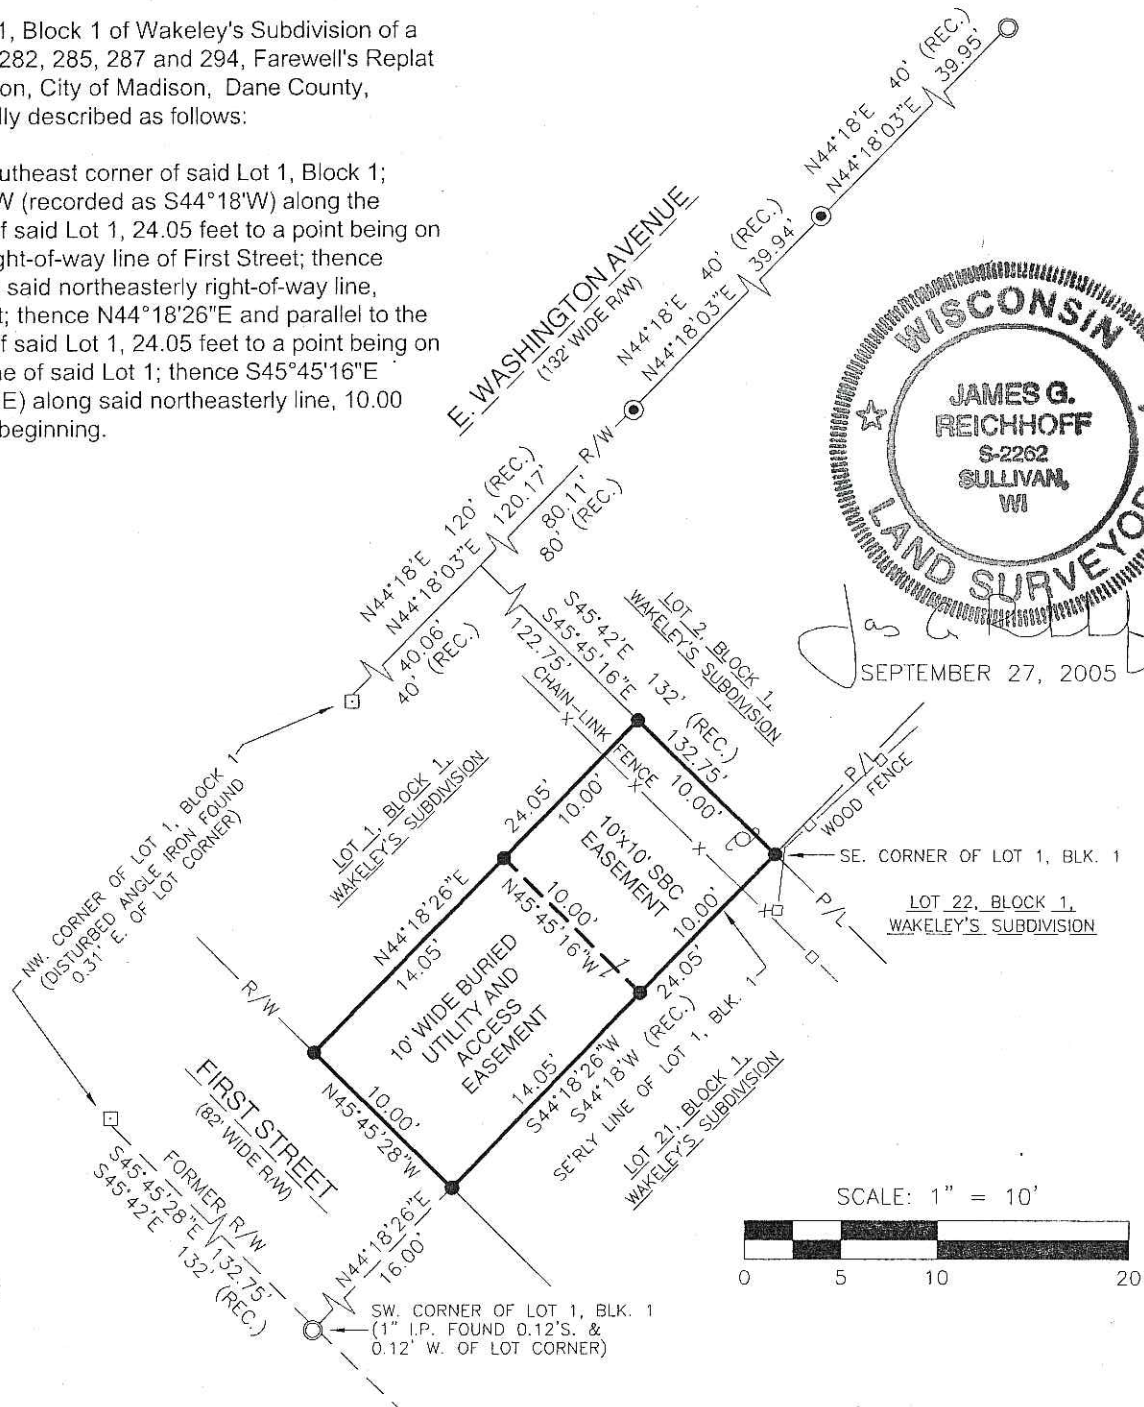 1, Block 1 of Wakeley's Subdivision of a
282, 285, 287 and 294, Farewell's Replat
on, City of Madison, Dane County,
lly described as follows:
utheast corner of said Lot 1, Block 1;
W (recorded as S44°18'W) along the
f said Lot 1, 24.05 feet to a point being on
ght-of-way line of First Street; thence
said northeasterly right-of-way line,
t; thence N44°18'26"E and parallel to the
f said Lot 1, 24.05 feet to a point being on
ne of said Lot 1; thence S45°45'16"E
E) along said northeasterly line, 10.00
beginning.
N44°18'E 40' (REC.)
N44°18'03"E 39.95'
N44°18'E 40' (REC.)
N44°18'03"E 39.94'
E. WASHINGTON AVENUE
(132' WIDE R/W)
R/W
N44°18'E 120' (REC.)
N44°18'03"E 120.17'
80.11'
80' (REC.)
40.06'
40' (REC.)
WISCONSIN
JAMES G.
REICHHOFF
S-2262
SULLIVAN,
WI
LAND SURVEYOR
SEPTEMBER 27, 2005
S45°42'E 132' (REC.)
S45°45'16"E 132.75'
122.75'
LOT 2, BLOCK 1,
WAKELEY'S SUBDIVISION
CHAIN-LINK FENCE
X
X
X
10.00'
P/L
WOOD FENCE
SE. CORNER OF LOT 1, BLK. 1
P/L
LOT 22, BLOCK 1,
WAKELEY'S SUBDIVISION
NW. CORNER OF LOT 1, BLOCK 1
(DISTURBED ANGLE IRON FOUND
0.31' E. OF LOT CORNER)
LOT 1, BLOCK 1,
WAKELEY'S SUBDIVISION
24.05'
10.00'
N44°18'26"E
14.05'
10'x10' SBC
EASEMENT
10.00'
N45°45'16"W
10.00'
24.05'
10' WIDE BURIED
UTILITY AND
ACCESS
EASEMENT
14.05'
S44°18'26"W
S44°18'W (REC.)
SE'RLY LINE OF LOT 1, BLK. 1
LOT 21, BLOCK 1,
WAKELEY'S SUBDIVISION
R/W
10.00'
N45°45'28"W
FIRST STREET
(82' WIDE R/W)
FORMER R/W
S45°45'28"E 132.75'
S45°42'E 132' (REC.)
N44°18'26"E
16.00'
SW. CORNER OF LOT 1, BLK. 1
(1" I.P. FOUND 0.12'S. &
0.12' W. OF LOT CORNER)
SCALE: 1" = 10'
0 5 10 20